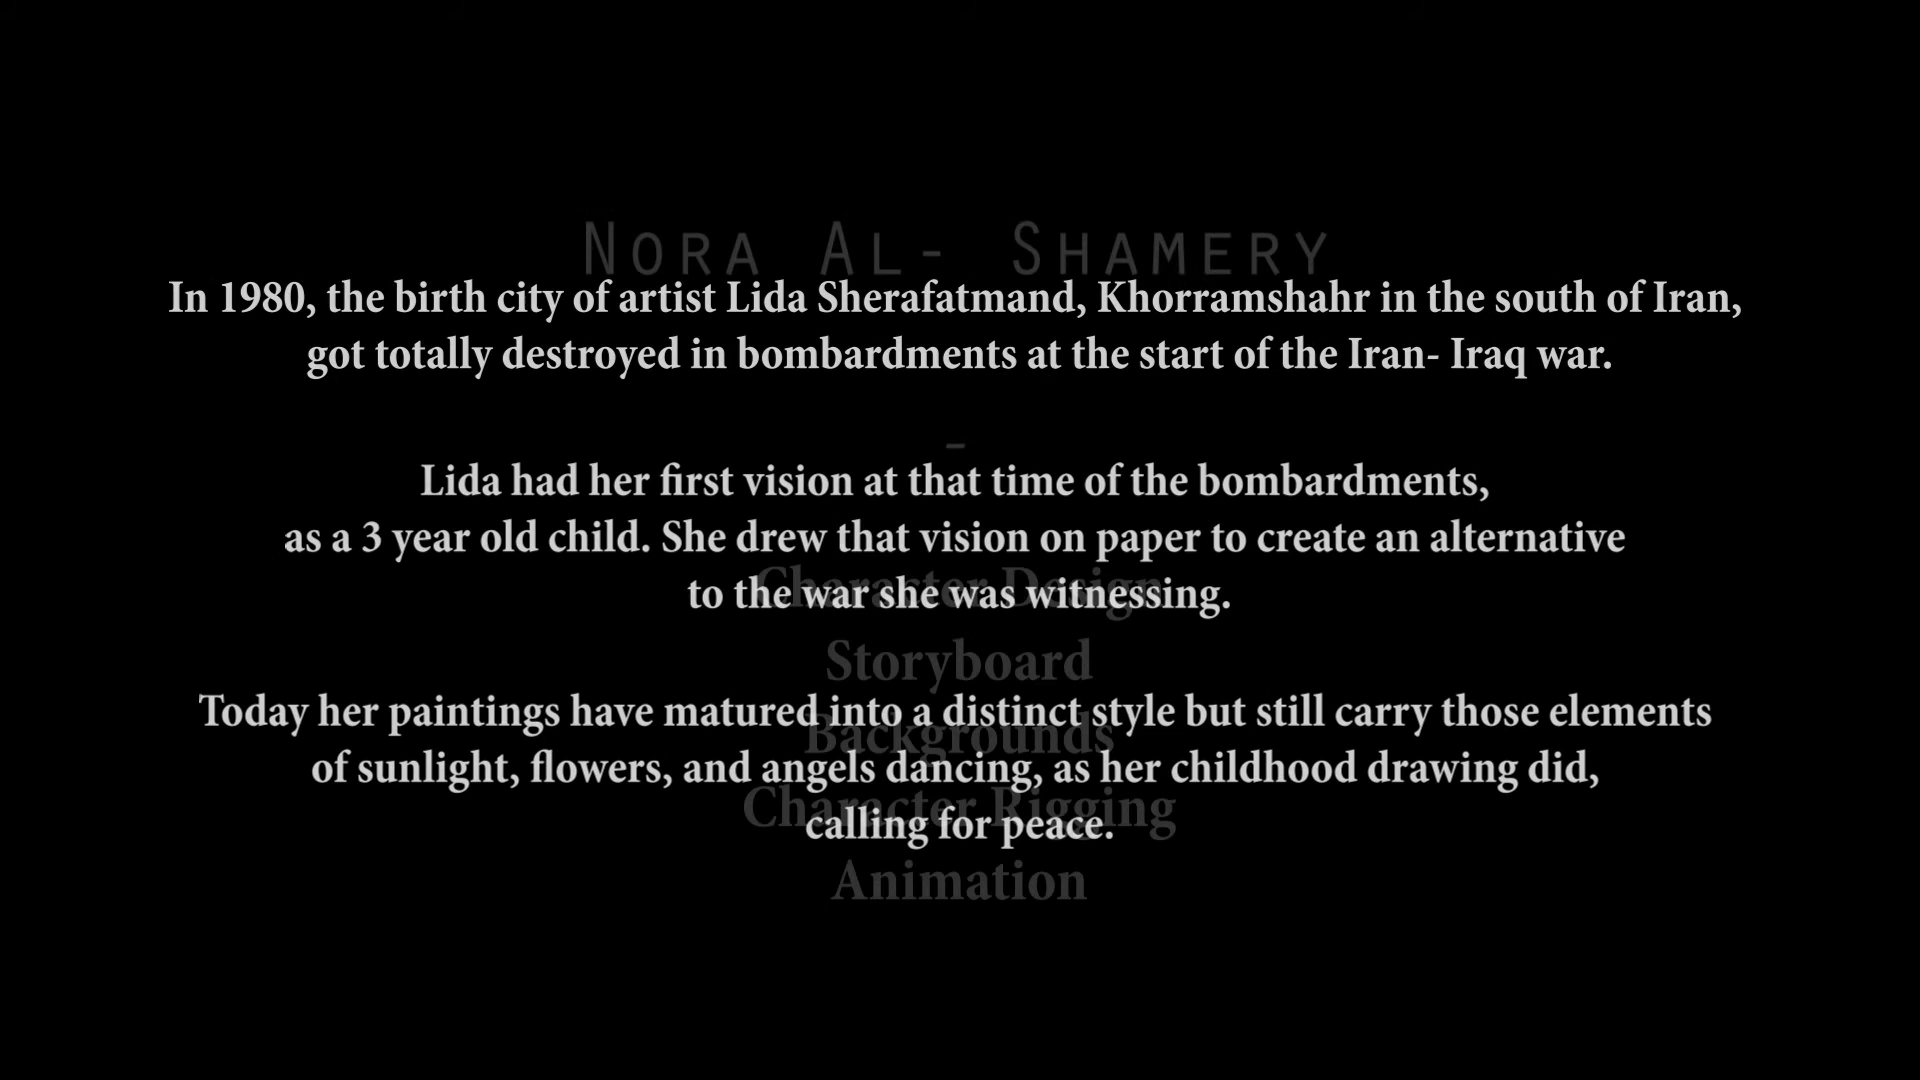 Nora Al- Shamery
In 1980, the birth city of artist Lida Sherafatmand, Khorramshahr in the south of Iran,
got totally destroyed in bombardments at the start of the Iran- Iraq war.
-
Lida had her first vision at that time of the bombardments,
as a 3 year old child. She drew that vision on paper to create an alternative
Character Design
to the war she was witnessing.
Storyboard
Today her paintings have matured into a distinct style but still carry those elements
Backgrounds
of sunlight, flowers, and angels dancing, as her childhood drawing did,
Character Rigging
calling for peace.
Animation